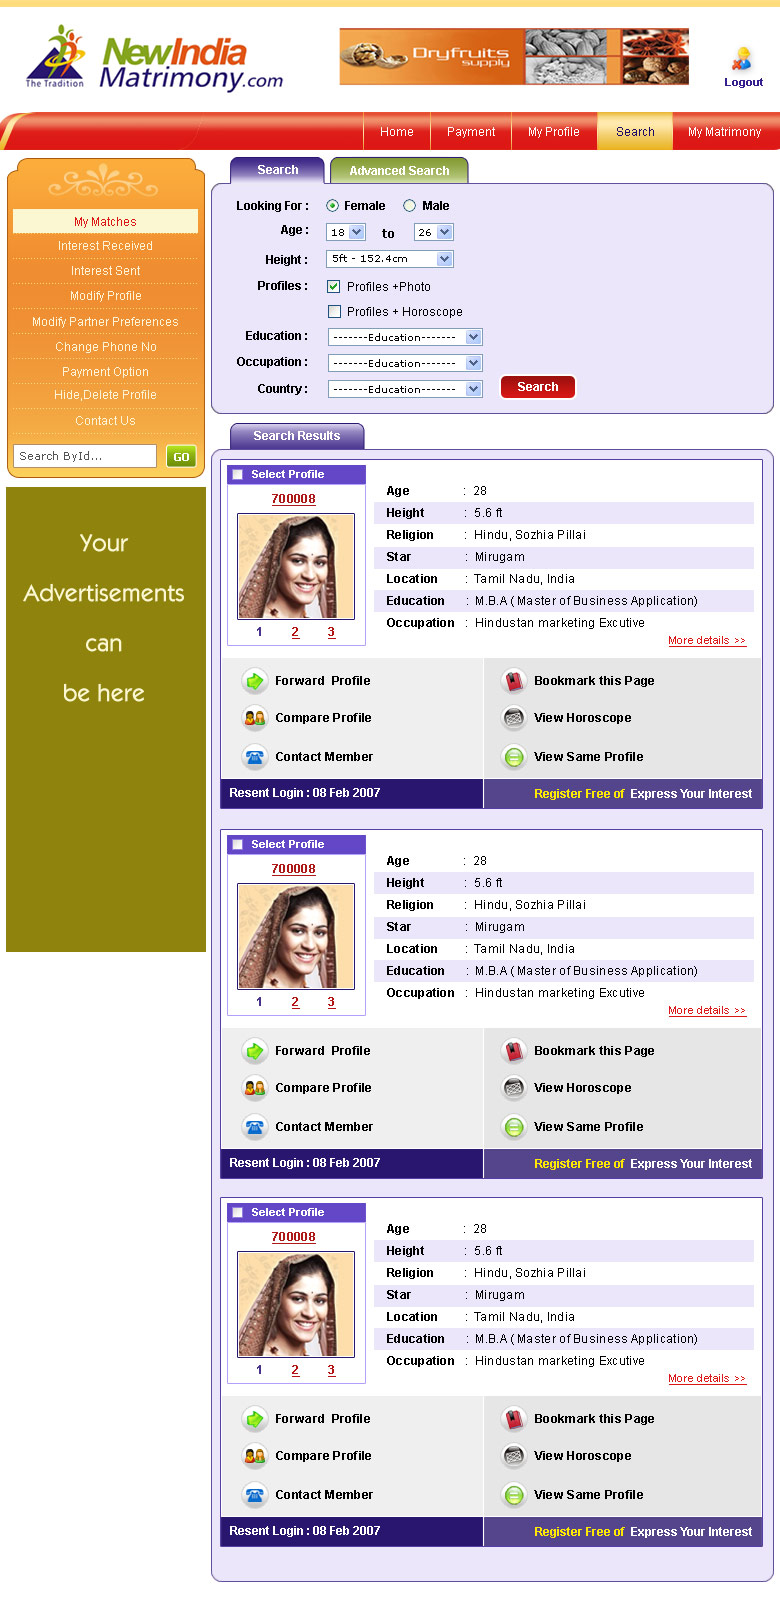 NewIndia
The Tradition Matrimony.com
Dryfruits
supply
Logout
Home Payment My Profile Search My Matrimony
My Matches
Interest Received
Interest Sent
Modify Profile
Modify Partner Preferences
Change Phone No
Payment Option
Hide,Delete Profile
Contact Us
Search ById... GO
Your
Advertisements
can
be here
Search Advanced Search
Looking For : Female Male
Age : 18 to 26
Height : 5ft - 152.4cm
Profiles : Profiles +Photo
Profiles + Horoscope
Education : -------Education-------
Occupation : -------Education-------
Country : -------Education------- Search
Search Results
Select Profile
700008
1 2 3
Age : 28
Height : 5.6 ft
Religion : Hindu, Sozhia Pillai
Star : Mirugam
Location : Tamil Nadu, India
Education : M.B.A ( Master of Business Application)
Occupation : Hindustan marketing Excutive
More details >>
Forward Profile Bookmark this Page
Compare Profile View Horoscope
Contact Member View Same Profile
Resent Login : 08 Feb 2007 Register Free of Express Your Interest
Select Profile
700008
1 2 3
Age : 28
Height : 5.6 ft
Religion : Hindu, Sozhia Pillai
Star : Mirugam
Location : Tamil Nadu, India
Education : M.B.A ( Master of Business Application)
Occupation : Hindustan marketing Excutive
More details >>
Forward Profile Bookmark this Page
Compare Profile View Horoscope
Contact Member View Same Profile
Resent Login : 08 Feb 2007 Register Free of Express Your Interest
Select Profile
700008
1 2 3
Age : 28
Height : 5.6 ft
Religion : Hindu, Sozhia Pillai
Star : Mirugam
Location : Tamil Nadu, India
Education : M.B.A ( Master of Business Application)
Occupation : Hindustan marketing Excutive
More details >>
Forward Profile Bookmark this Page
Compare Profile View Horoscope
Contact Member View Same Profile
Resent Login : 08 Feb 2007 Register Free of Express Your Interest